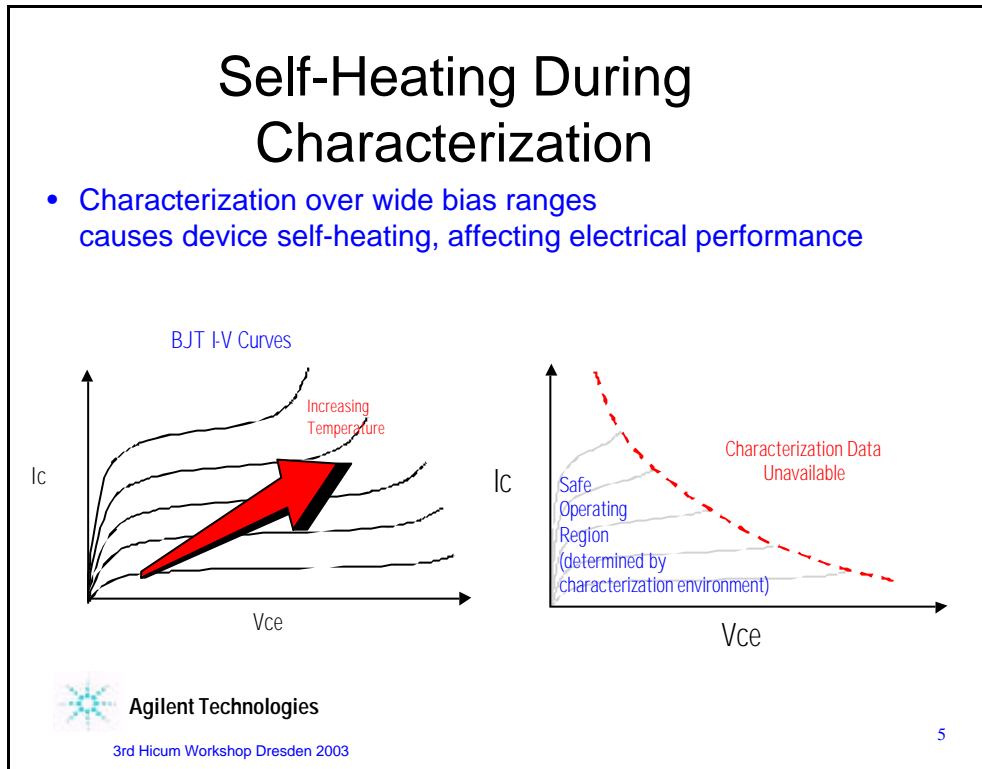 Self-Heating During
Characterization
• Characterization over wide bias ranges
causes device self-heating, affecting electrical performance
BJT I-V Curves
Increasing
Temperature
Ic
Vce
Characterization Data
Unavailable
Ic
Safe
Operating
Region
(determined by
characterization environment)
Vce
Agilent Technologies
3rd Hicum Workshop Dresden 2003
5